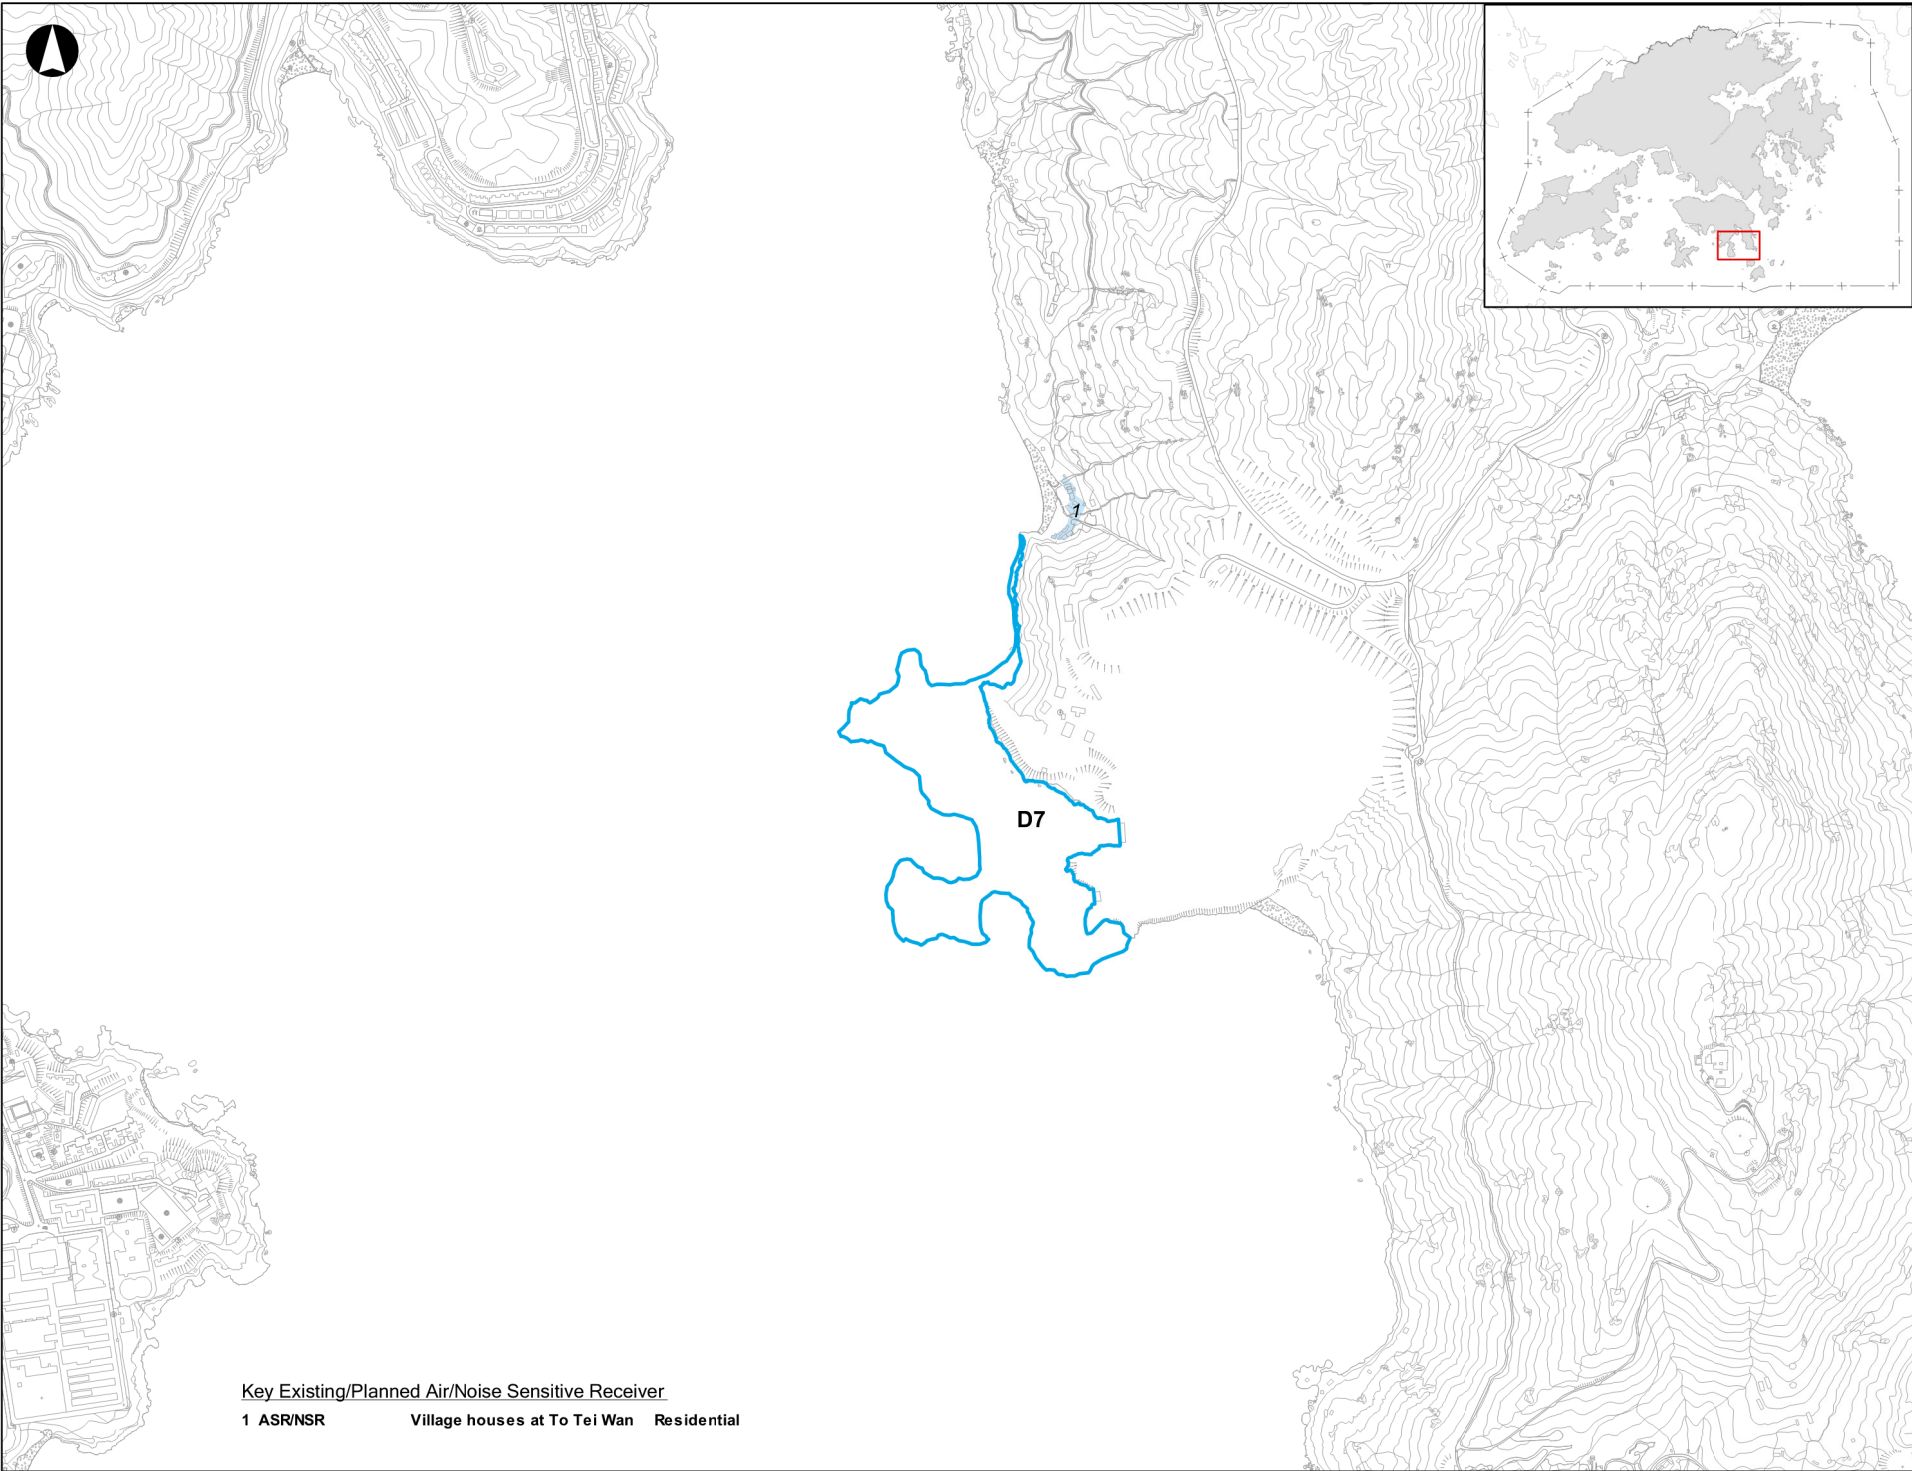 1
D7
Key Existing/Planned Air/Noise Sensitive Receiver
1 ASR/NSR Village houses at To Tei Wan Residential